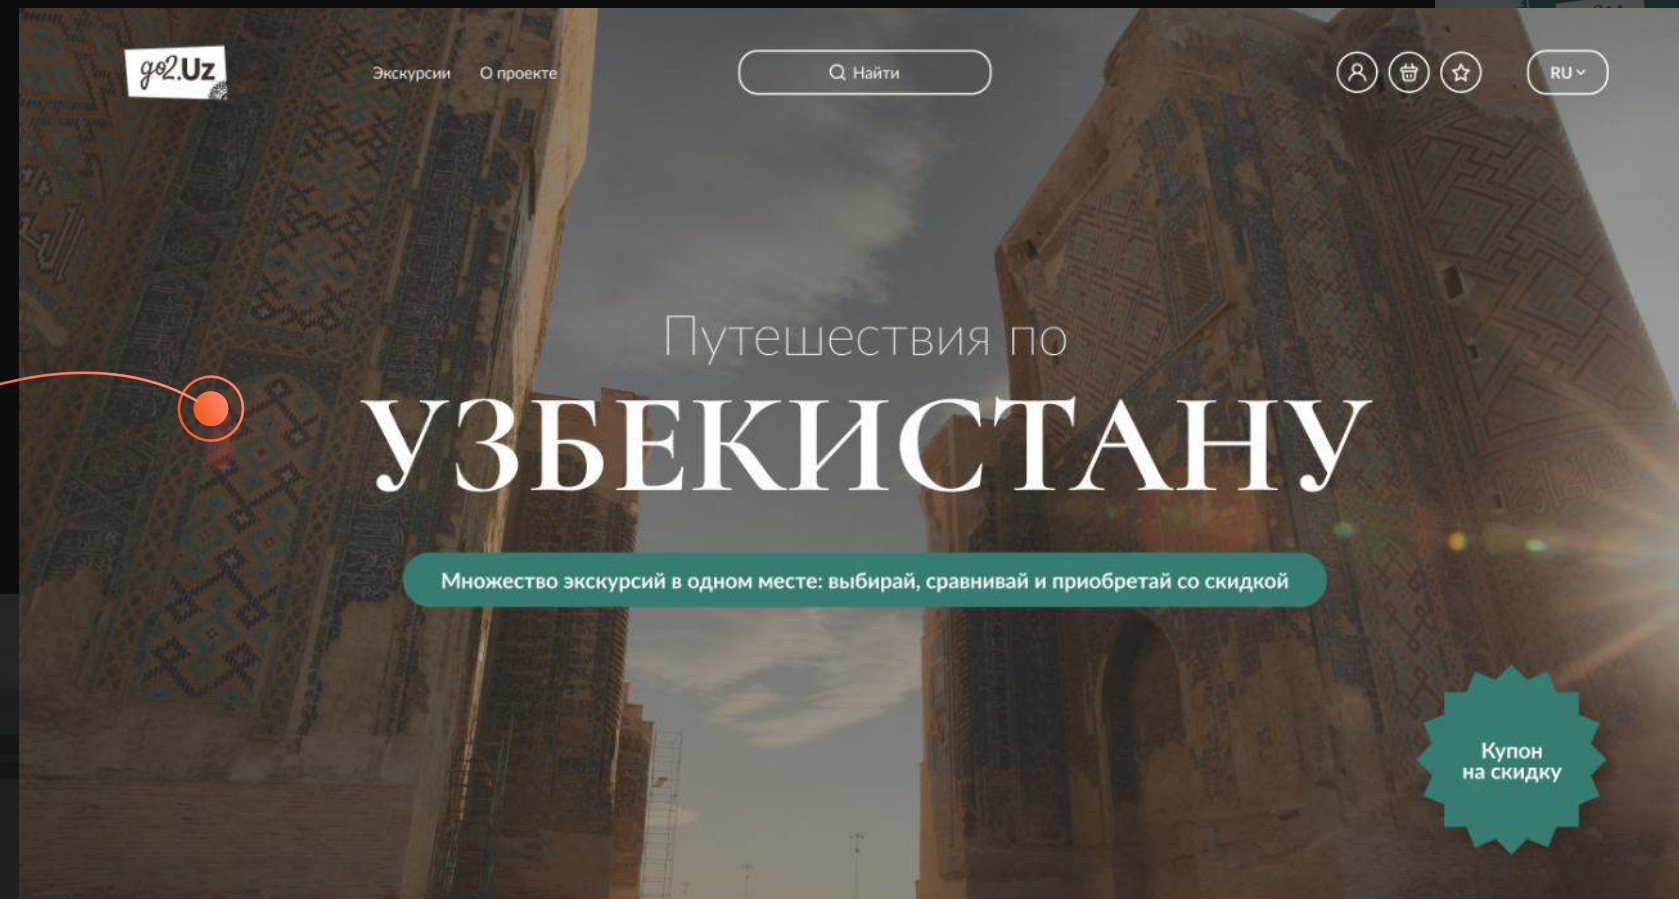 go2.Uz
Экскурсии
О проекте
Найти
RU
Путешествия по
УЗБЕКИСТАНУ
Множество экскурсий в одном месте: выбирай, сравнивай и приобретай со скидкой
Купон
на скидку